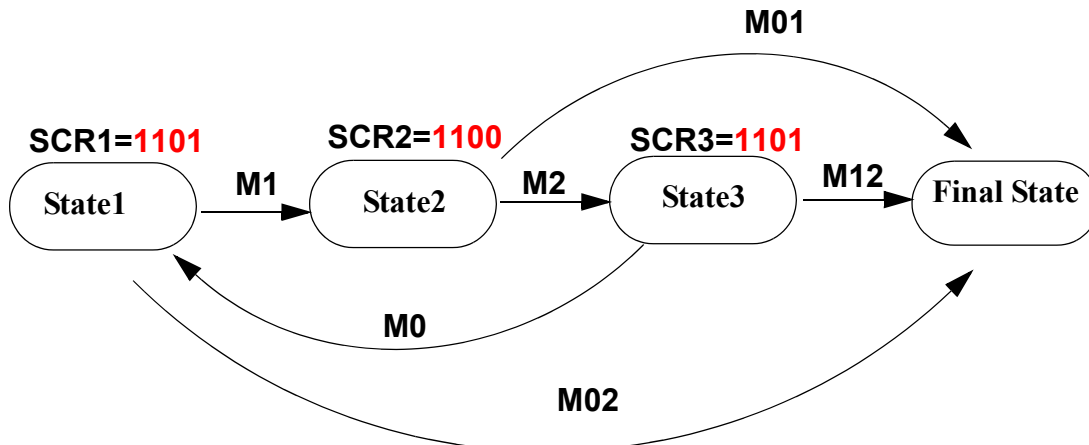 M01
SCR1=1101
SCR2=1100
SCR3=1101
State1
M1
State2
M2
State3
M12
Final State
M0
M02